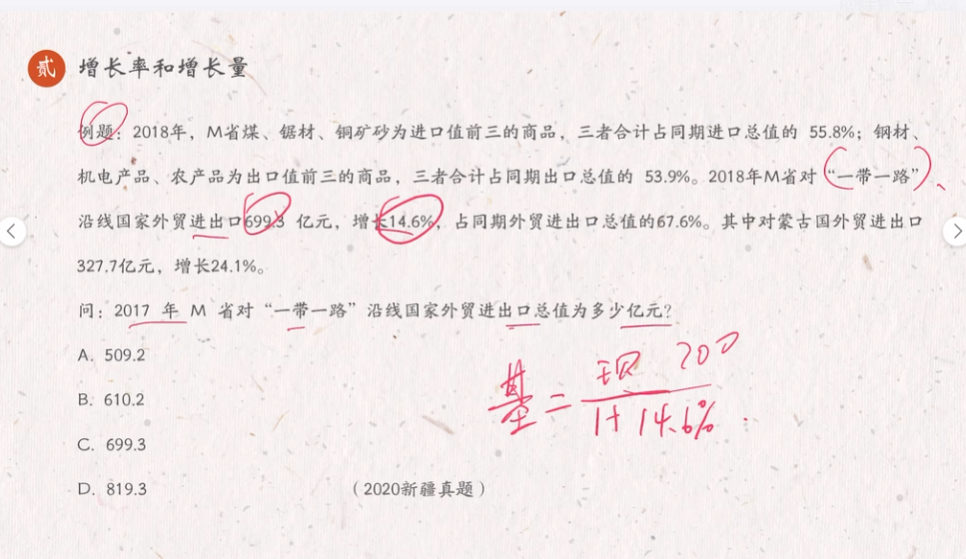 贰 增长率和增长量
例题：2018年，M省煤、锯材、铜矿砂为进口值前三的商品，三者合计占同期进口总值的 55.8%；钢材、
机电产品、农产品为出口值前三的商品，三者合计占同期出口总值的 53.9%。2018年M省对“一带一路”
沿线国家外贸进出口699.3 亿元，增长14.6%，占同期外贸进出口总值的67.6%。其中对蒙古国外贸进出口
327.7亿元，增长24.1%。
问：2017 年 M 省对“一带一路”沿线国家外贸进出口总值为多少亿元？
A. 509.2
B. 610.2
C. 699.3
D. 819.3
（2020新疆真题）
现 700
基＝
1+14.6%